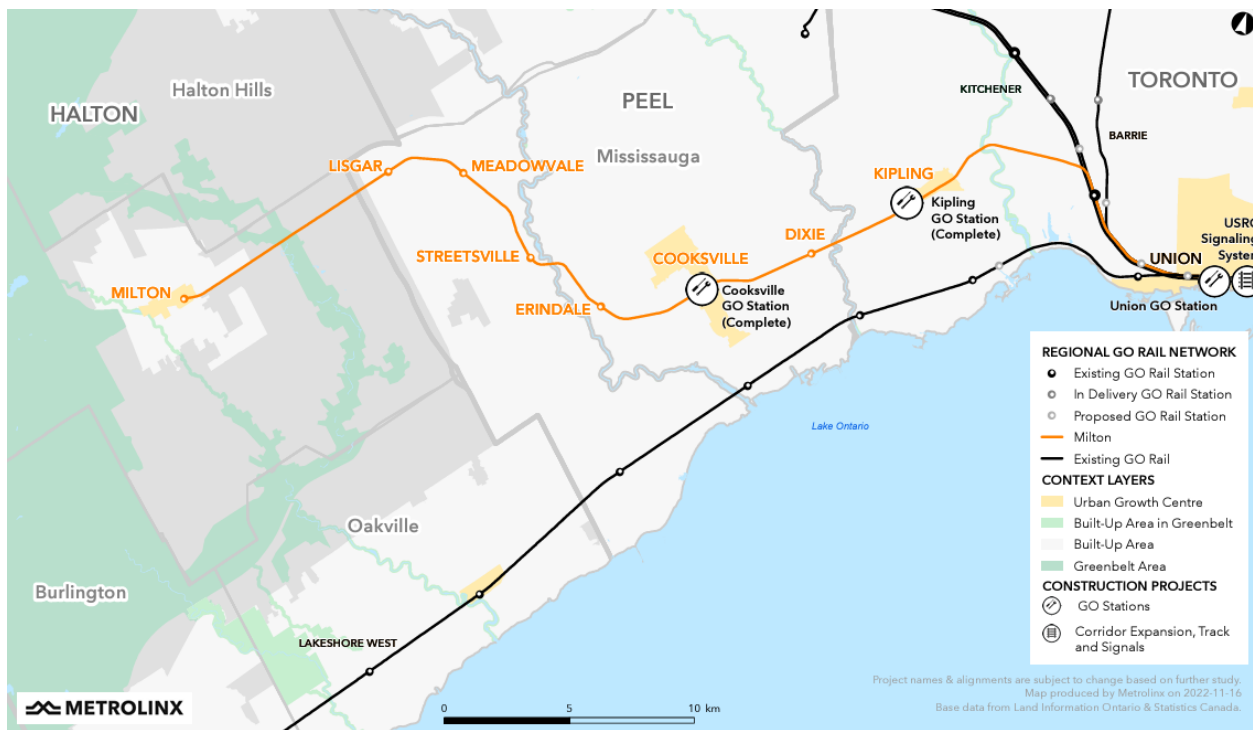 HALTON
Halton Hills
PEEL
Mississauga
KITCHENER
TORONTO
BARRIE
LISGAR
MEADOWVALE
KIPLING
Kipling
GO Station
(Complete)
DIXIE
STREETSVILLE
COOKSVILLE
Cooksville
GO Station
(Complete)
MILTON
ERINDALE
UNION
Union GO Station
USRC
Signaling
System
Lake Ontario
Oakville
Burlington
LAKESHORE WEST
REGIONAL GO RAIL NETWORK
Existing GO Rail Station
In Delivery GO Rail Station
Proposed GO Rail Station
Milton
Existing GO Rail
CONTEXT LAYERS
Urban Growth Centre
Built-Up Area in Greenbelt
Built-Up Area
Greenbelt Area
CONSTRUCTION PROJECTS
GO Stations
Corridor Expansion, Track
and Signals
Project names & alignments are subject to change based on further study.
Map produced by Metrolinx on 2022-11-16
Base data from Land Information Ontario & Statistics Canada.
METROLINX
0 5 10 km